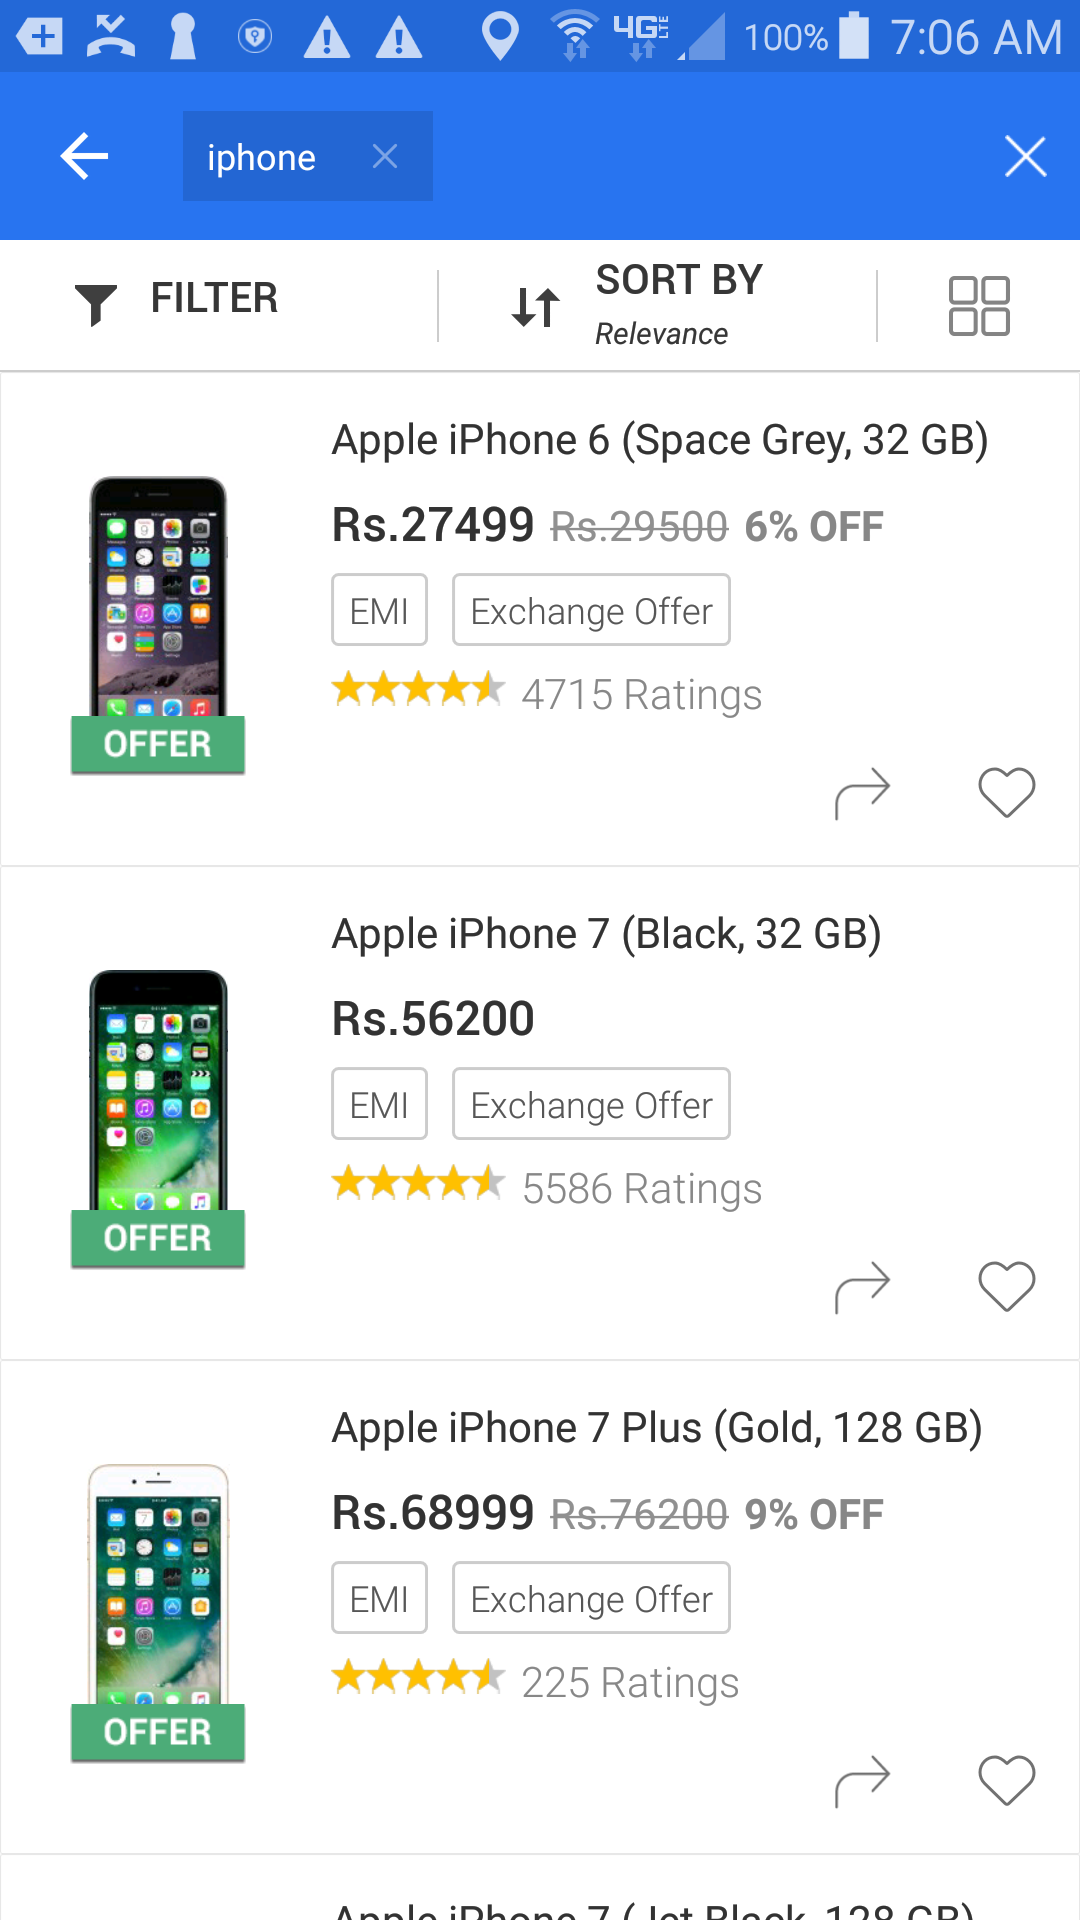 4G LTE 100% 7:06 AM
iphone
FILTER
SORT BY
Relevance
Apple iPhone 6 (Space Grey, 32 GB)
Rs.27499 Rs.29500 6% OFF
EMI Exchange Offer
4715 Ratings
OFFER
Apple iPhone 7 (Black, 32 GB)
Rs.56200
EMI Exchange Offer
5586 Ratings
OFFER
Apple iPhone 7 Plus (Gold, 128 GB)
Rs.68999 Rs.76200 9% OFF
EMI Exchange Offer
225 Ratings
OFFER
Apple iPhone 7 (Jet Black, 128 GB)